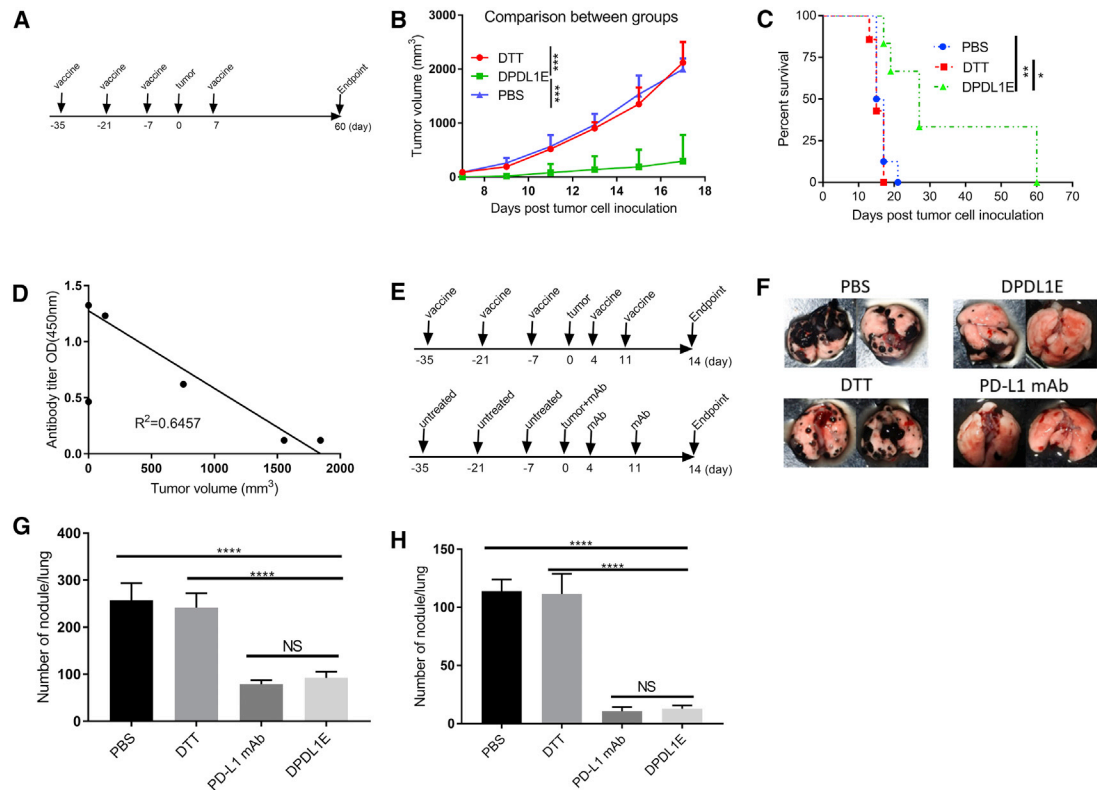 A
vaccine vaccine vaccine tumor vaccine Endpoint
-35 -21 -7 0 7 60 (day)
B
Comparison between groups
Tumor volume (mm3)
3000
2000
1000
0
DTT
DPDL1E
PBS
***
***
8 10 12 14 16 18
Days post tumor cell inoculation
C
Percent survival
100
50
0
PBS
DTT
DPDL1E
**
*
0 10 20 30 40 50 60 70
Days post tumor cell inoculation
D
Antibody titer OD(450nm)
1.5
1.0
0.5
0.0
R2=0.6457
0 500 1000 1500 2000
Tumor volume (mm3)
E
vaccine vaccine vaccine tumor vaccine vaccine Endpoint
-35 -21 -7 0 4 11 14 (day)
untreated untreated untreated tumor+mAb mAb mAb Endpoint
-35 -21 -7 0 4 11 14 (day)
F
PBS DPDL1E
DTT PD-L1 mAb
G
Number of nodule/lung
400
300
200
100
0
****
****
NS
PBS DTT PD-L1 mAb DPDL1E
H
Number of nodule/lung
150
100
50
0
****
****
NS
PBS DTT PD-L1 mAb DPDL1E